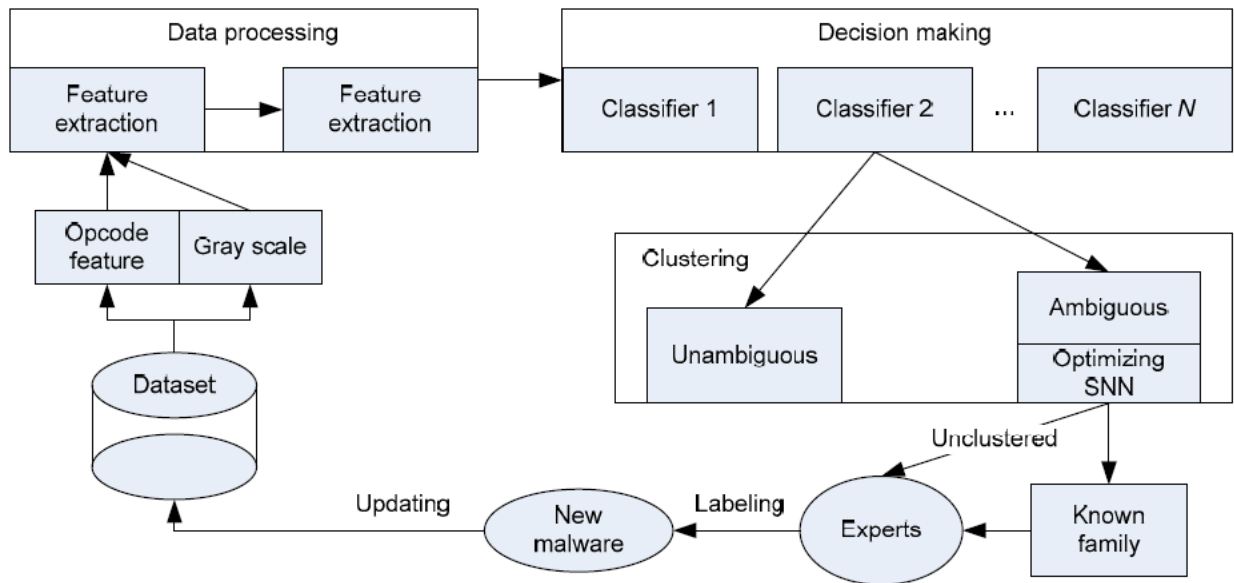 Data processing
Feature
extraction
Feature
extraction
Decision making
Classifier 1
Classifier 2
...
Classifier N
Opcode
feature
Gray scale
Clustering
Unambiguous
Ambiguous
Optimizing
SNN
Dataset
Unclustered
Updating
New
malware
Labeling
Experts
Known
family